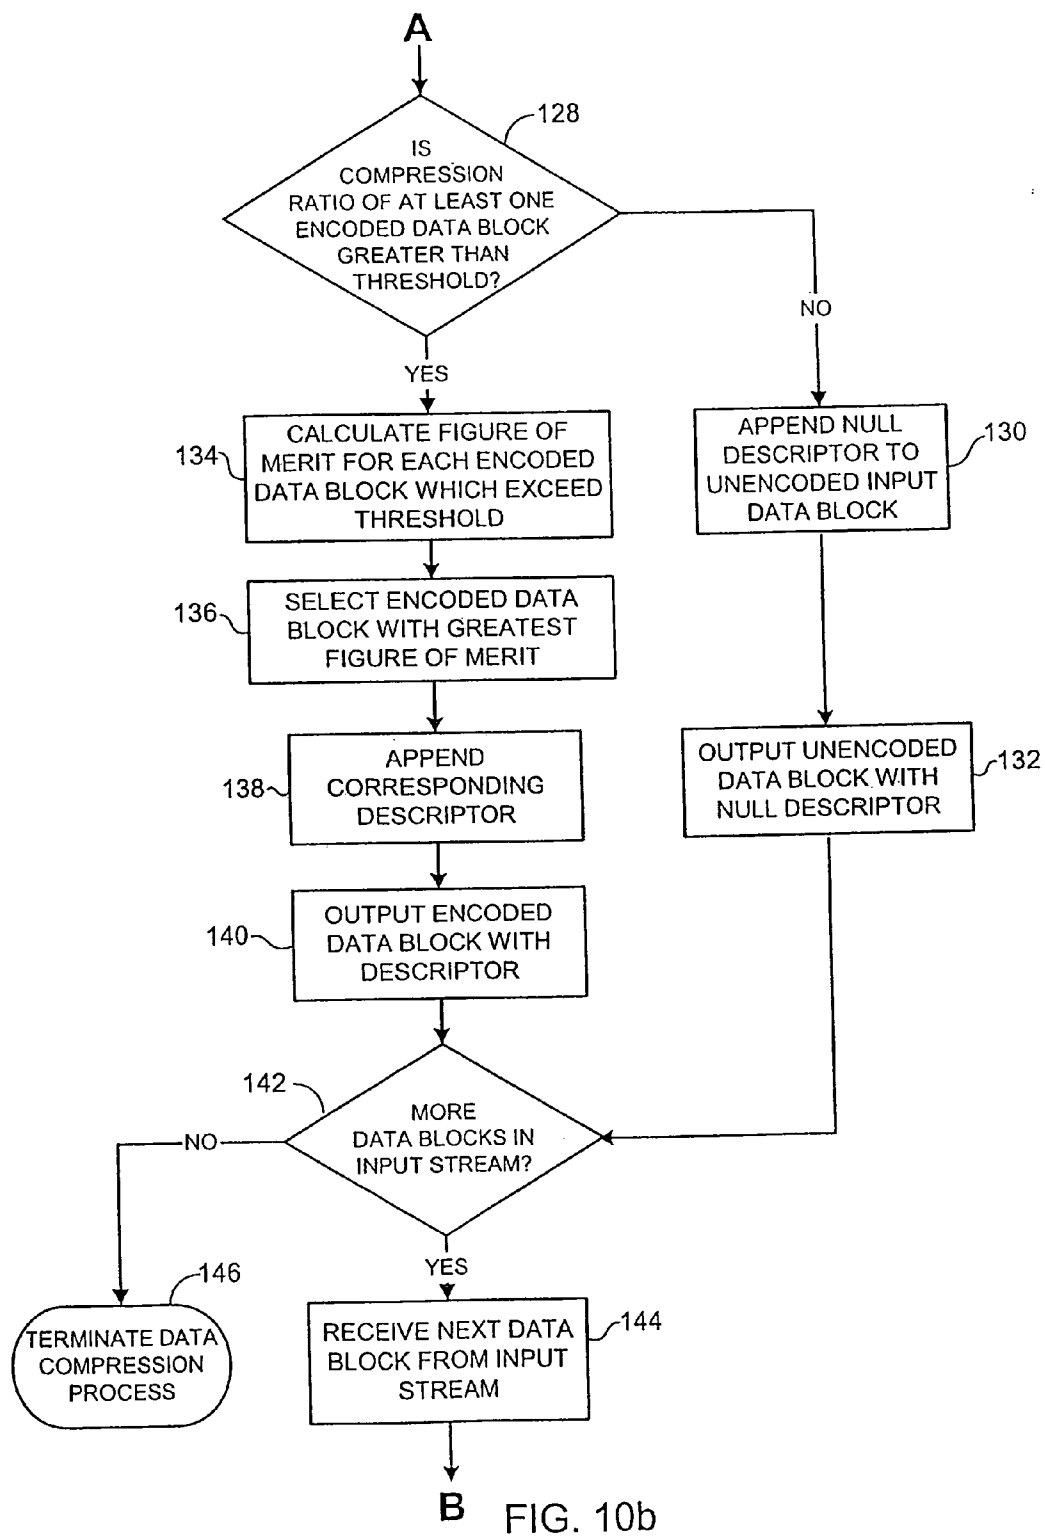 A
128
IS
COMPRESSION
RATIO OF AT LEAST ONE
ENCODED DATA BLOCK
GREATER THAN
THRESHOLD?
NO
YES
134
CALCULATE FIGURE OF
MERIT FOR EACH ENCODED
DATA BLOCK WHICH EXCEED
THRESHOLD
APPEND NULL
DESCRIPTOR TO
UNENCODED INPUT
DATA BLOCK
130
136
SELECT ENCODED DATA
BLOCK WITH GREATEST
FIGURE OF MERIT
138
APPEND
CORRESPONDING
DESCRIPTOR
OUTPUT UNENCODED
DATA BLOCK WITH
NULL DESCRIPTOR
132
140
OUTPUT ENCODED
DATA BLOCK WITH
DESCRIPTOR
142
MORE
DATA BLOCKS IN
INPUT STREAM?
NO
YES
146
TERMINATE DATA
COMPRESSION
PROCESS
RECEIVE NEXT DATA
BLOCK FROM INPUT
STREAM
144
B
FIG. 10b